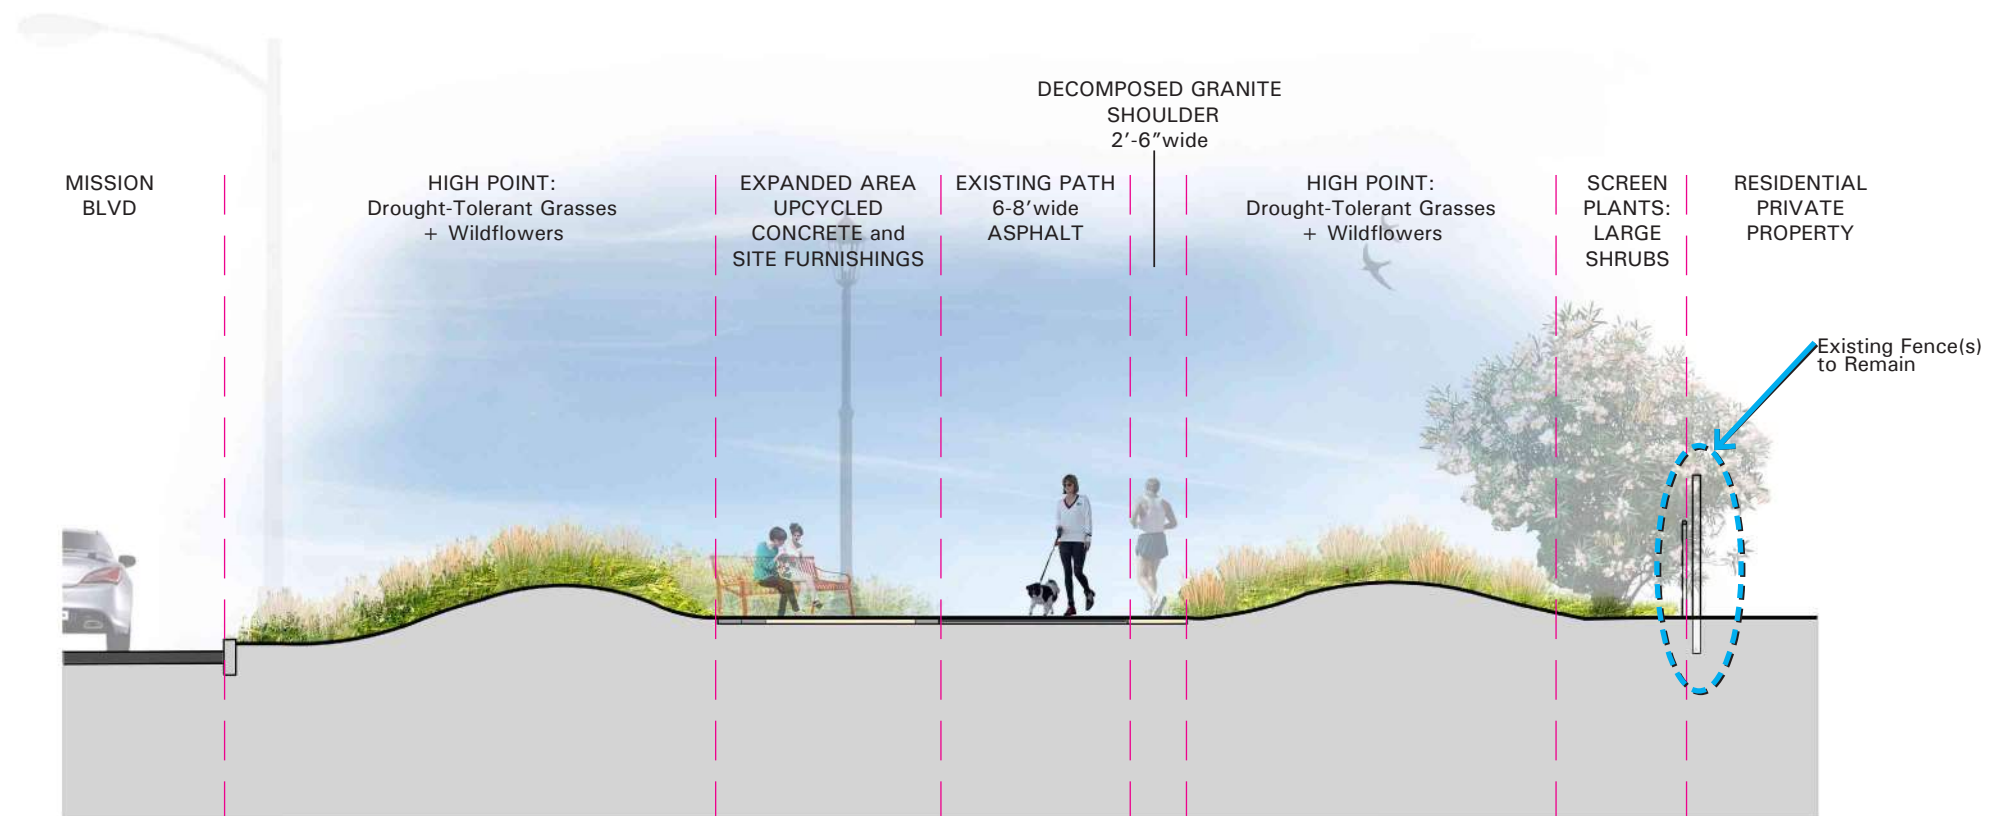 MISSION
BLVD
HIGH POINT:
Drought-Tolerant Grasses
+ Wildflowers
EXPANDED AREA
UPCYCLED
CONCRETE and
SITE FURNISHINGS
EXISTING PATH
6-8'wide
ASPHALT
DECOMPOSED GRANITE
SHOULDER
2'-6"wide
HIGH POINT:
Drought-Tolerant Grasses
+ Wildflowers
SCREEN
PLANTS:
LARGE
SHRUBS
RESIDENTIAL
PRIVATE
PROPERTY
Existing Fence(s)
to Remain